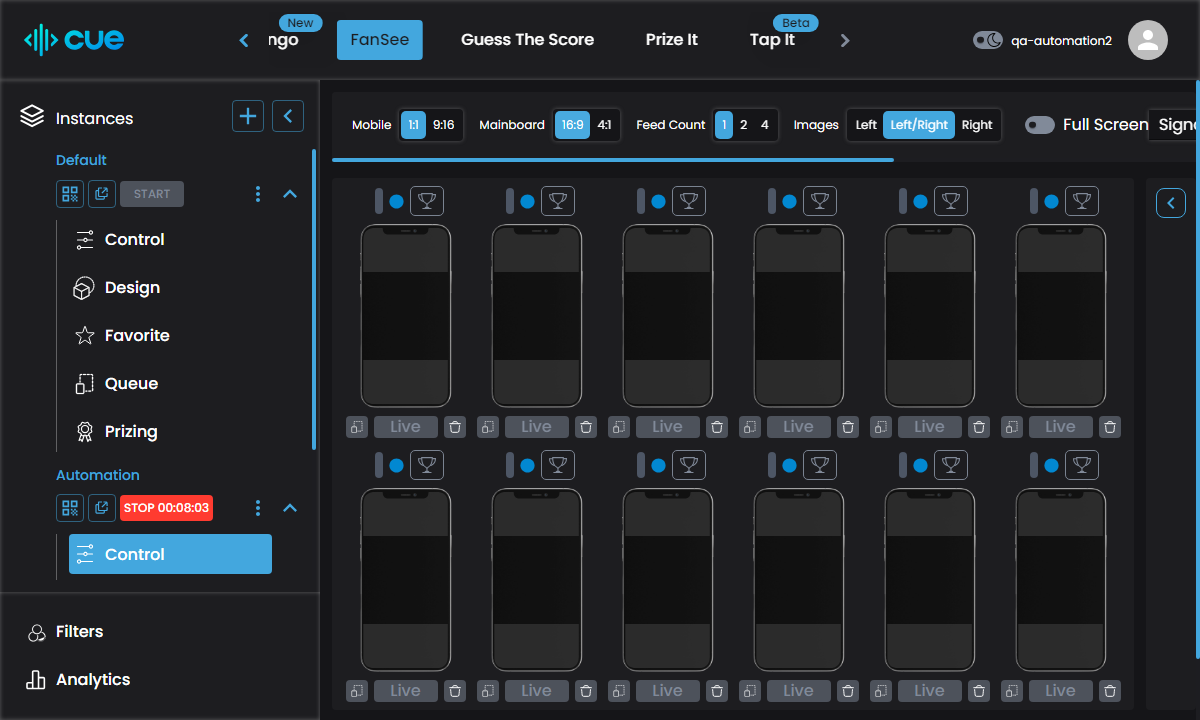 cue
ngo
New
FanSee
Guess The Score
Prize It
Tap It
Beta
qa-automation2
Instances
Default
START
Control
Design
Favorite
Queue
Prizing
Automation
STOP 00:08:03
Control
Filters
Analytics
Mobile 1:1 9:16 Mainboard 16:9 4:1 Feed Count 1 2 4 Images Left Left/Right Right Full Screen Signe
Live Live Live Live Live Live
Live Live Live Live Live Live